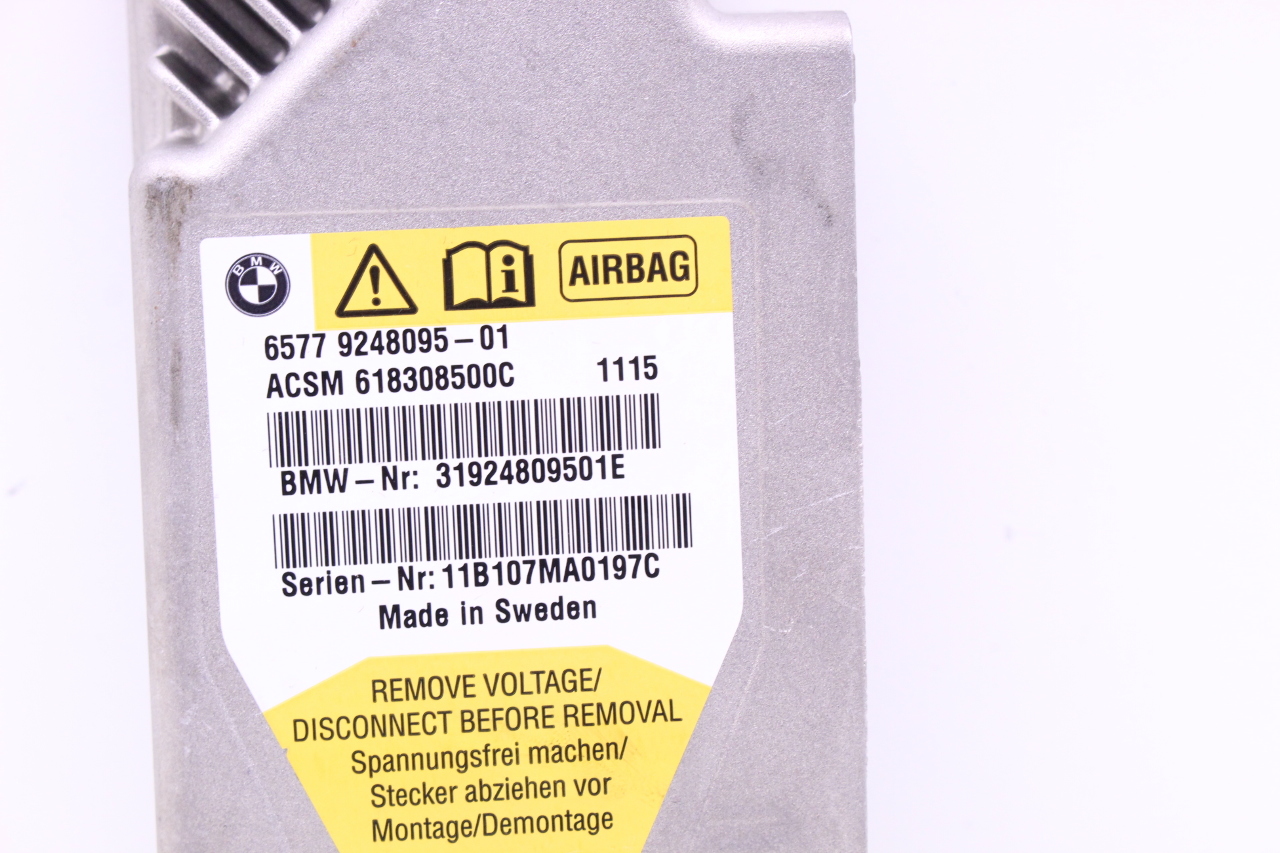 BMW
AIRBAG
6577 9248095-01
ACSM 618308500C 1115
BMW-Nr: 31924809501E
Serien-Nr: 11B107MA0197C
Made in Sweden
REMOVE VOLTAGE/
DISCONNECT BEFORE REMOVAL
Spannungsfrei machen/
Stecker abziehen vor
Montage/Demontage